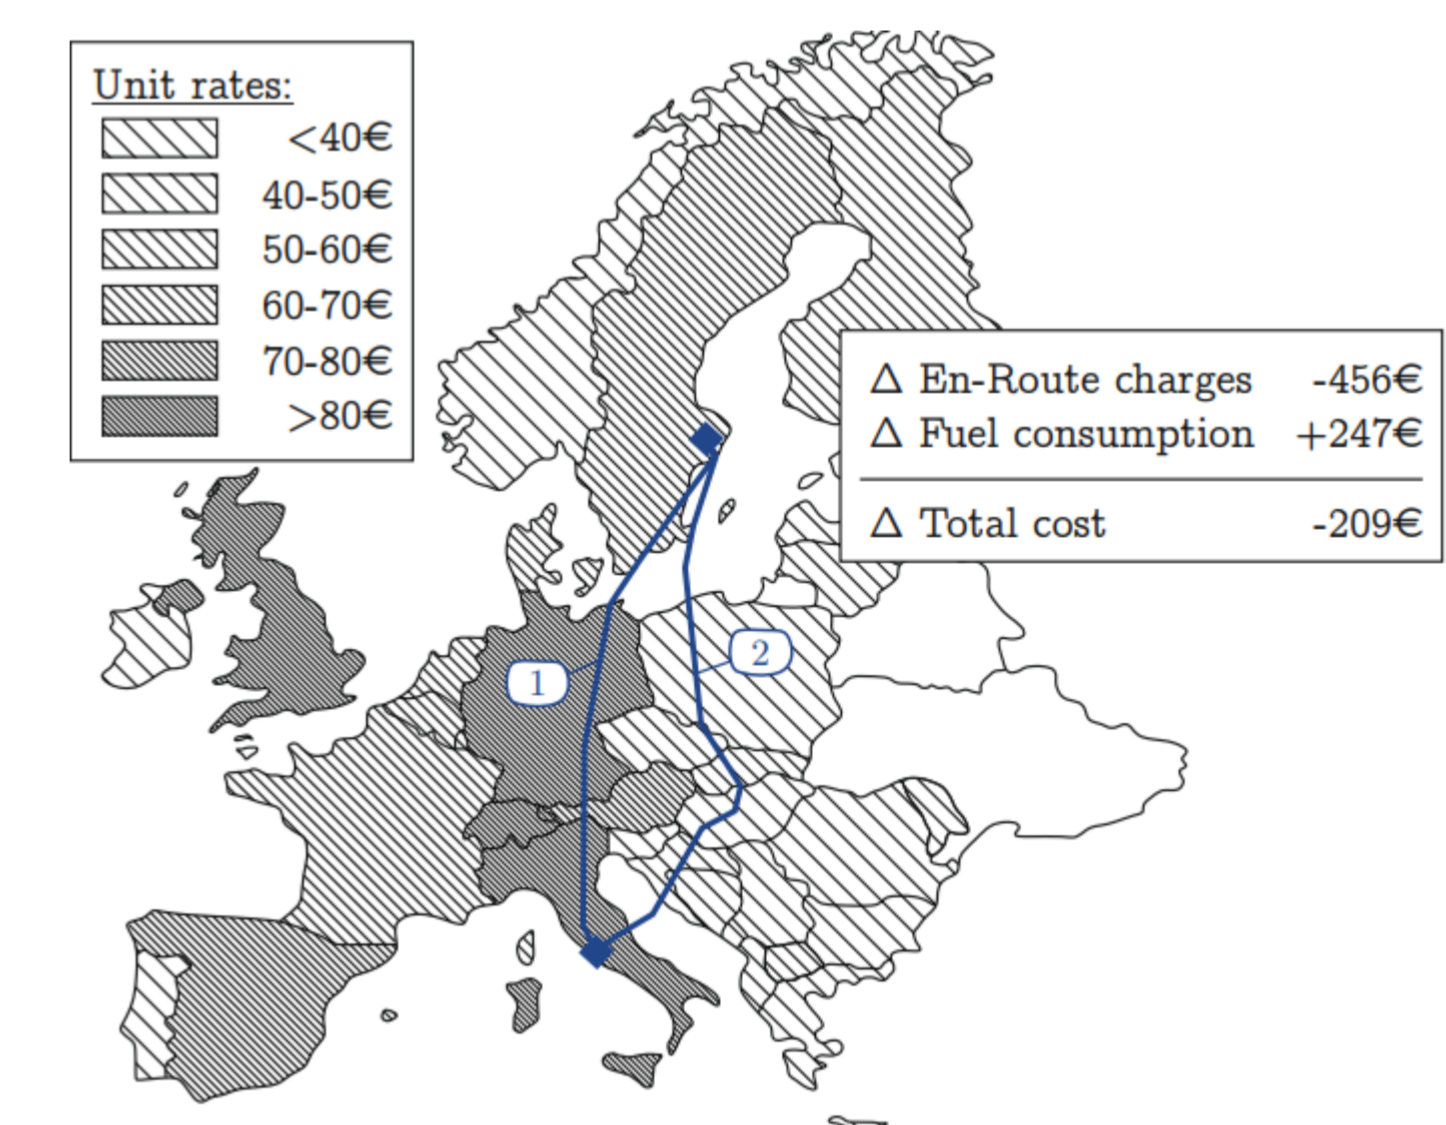 Unit rates:
<40€
40-50€
50-60€
60-70€
70-80€
>80€
Δ En-Route charges -456€
Δ Fuel consumption +247€
Δ Total cost -209€
1
2